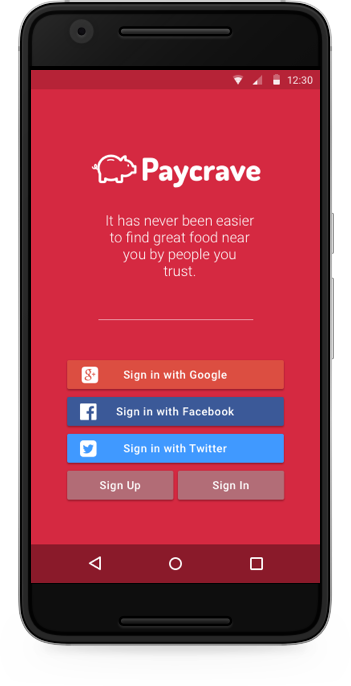 12:30
Paycrave
It has never been easier
to find great food near
you by people you
trust.
Sign in with Google
Sign in with Facebook
Sign in with Twitter
Sign Up
Sign In